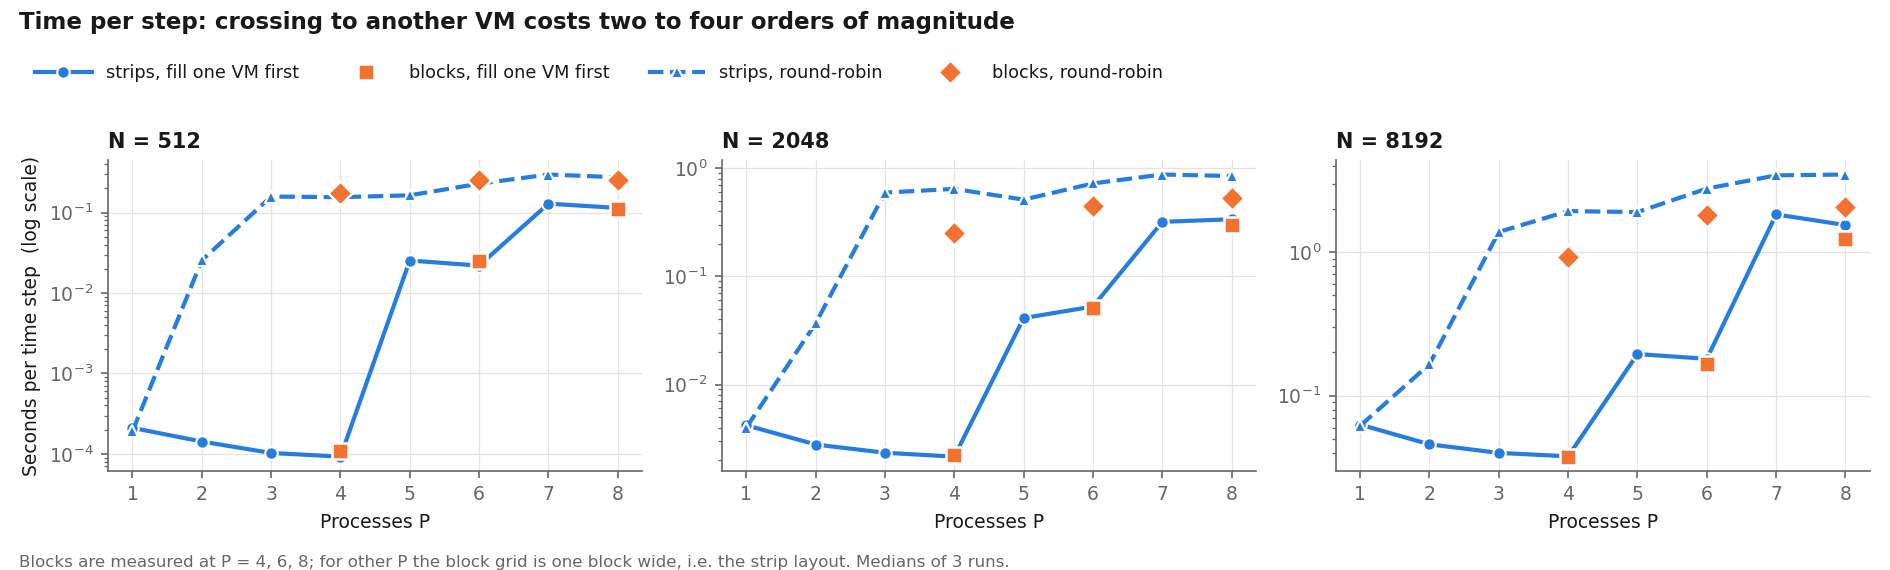 Time per step: crossing to another VM costs two to four orders of magnitude
strips, fill one VM first
blocks, fill one VM first
strips, round-robin
blocks, round-robin
N = 512
Seconds per time step (log scale)
10⁻¹
10⁻²
10⁻³
10⁻⁴
1 2 3 4 5 6 7 8
Processes P
N = 2048
10⁰
10⁻¹
10⁻²
1 2 3 4 5 6 7 8
Processes P
N = 8192
10⁰
10⁻¹
1 2 3 4 5 6 7 8
Processes P
Blocks are measured at P = 4, 6, 8; for other P the block grid is one block wide, i.e. the strip layout. Medians of 3 runs.